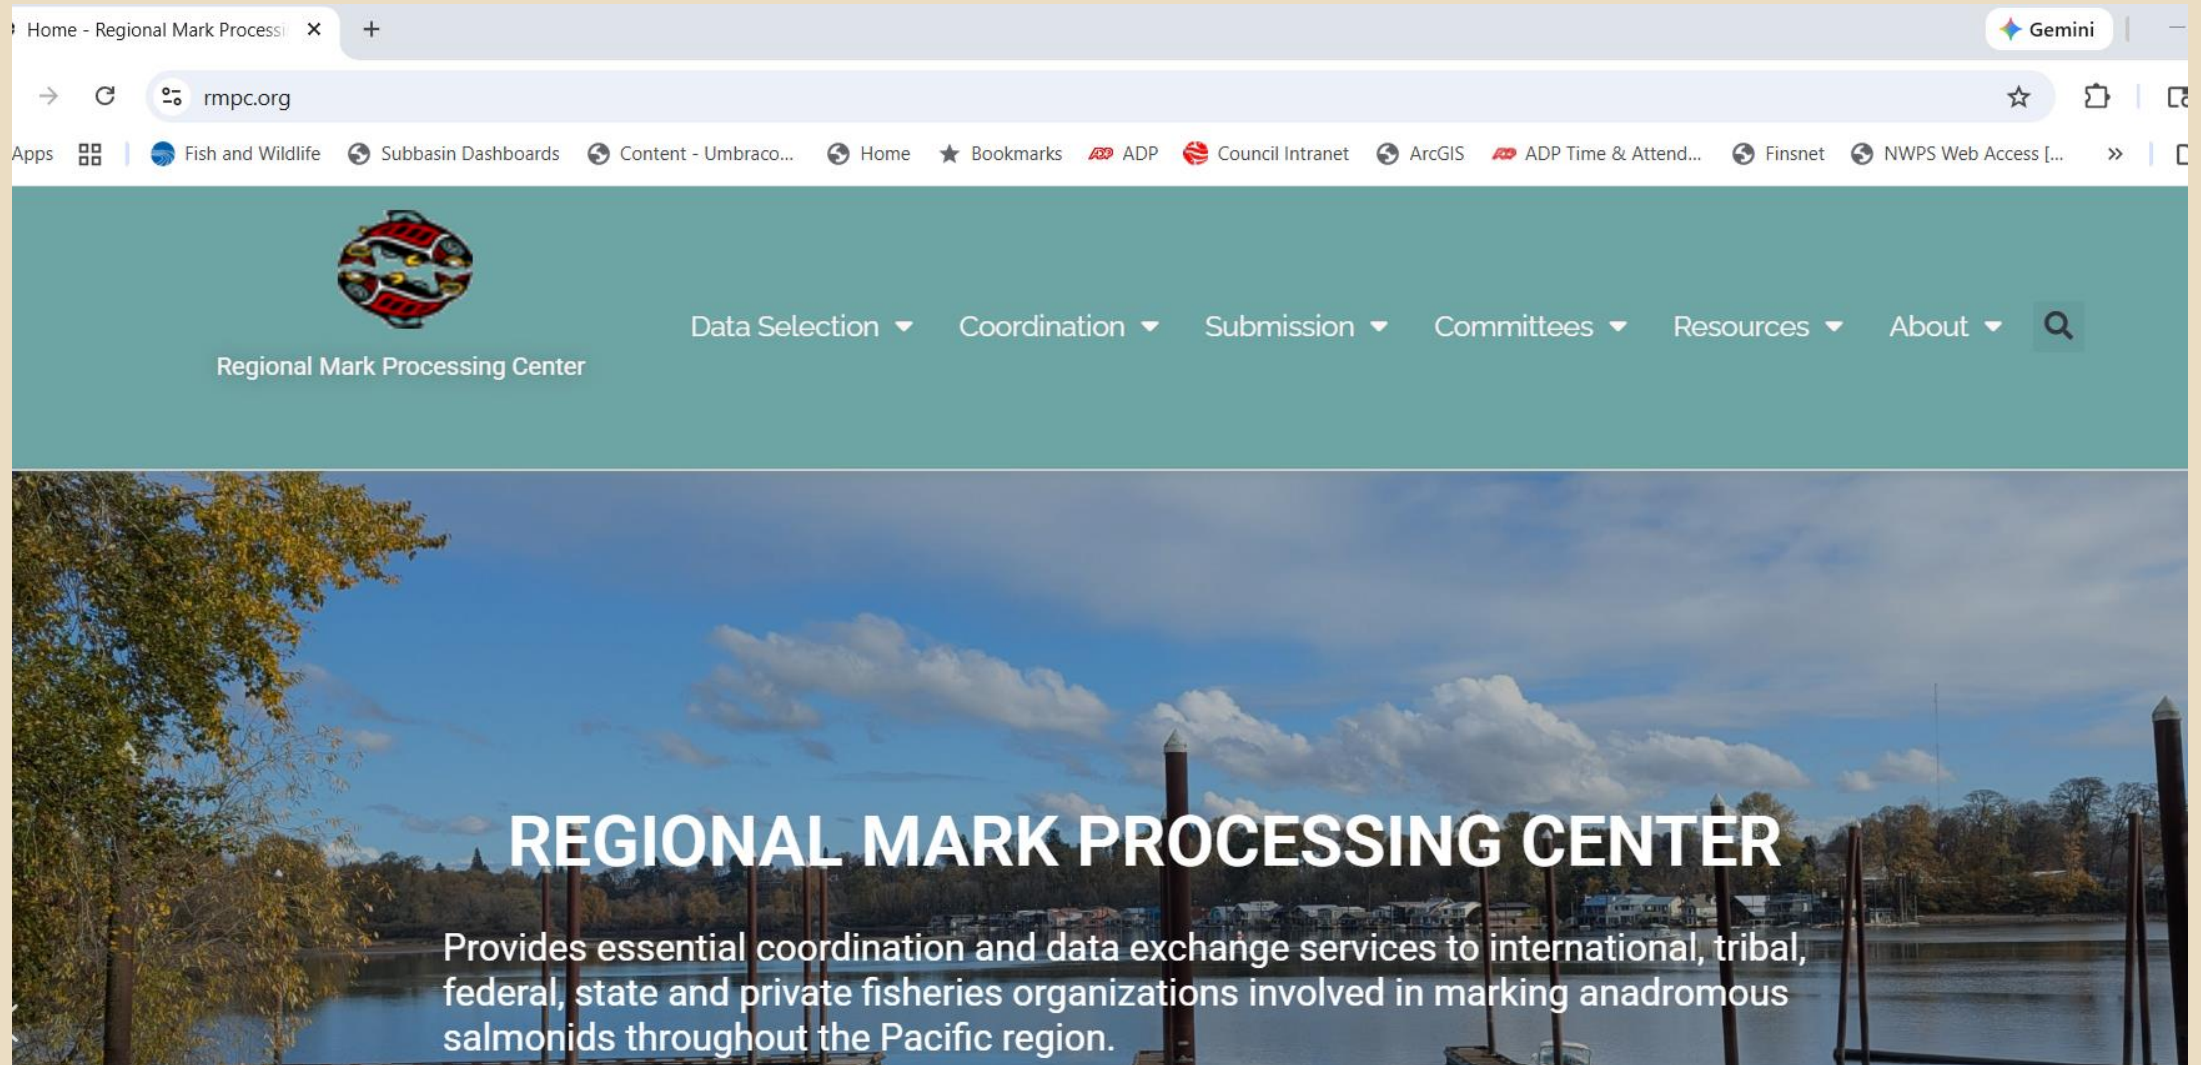 Home - Regional Mark Processi
Gemini
rmpc.org
Apps Fish and Wildlife Subbasin Dashboards Content - Umbraco... Home Bookmarks ADP Council Intranet ArcGIS ADP Time & Attend... Finsnet NWPS Web Access [... »
Data Selection Coordination Submission Committees Resources About
Regional Mark Processing Center
REGIONAL MARK PROCESSING CENTER
Provides essential coordination and data exchange services to international, tribal,
federal, state and private fisheries organizations involved in marking anadromous
salmonids throughout the Pacific region.